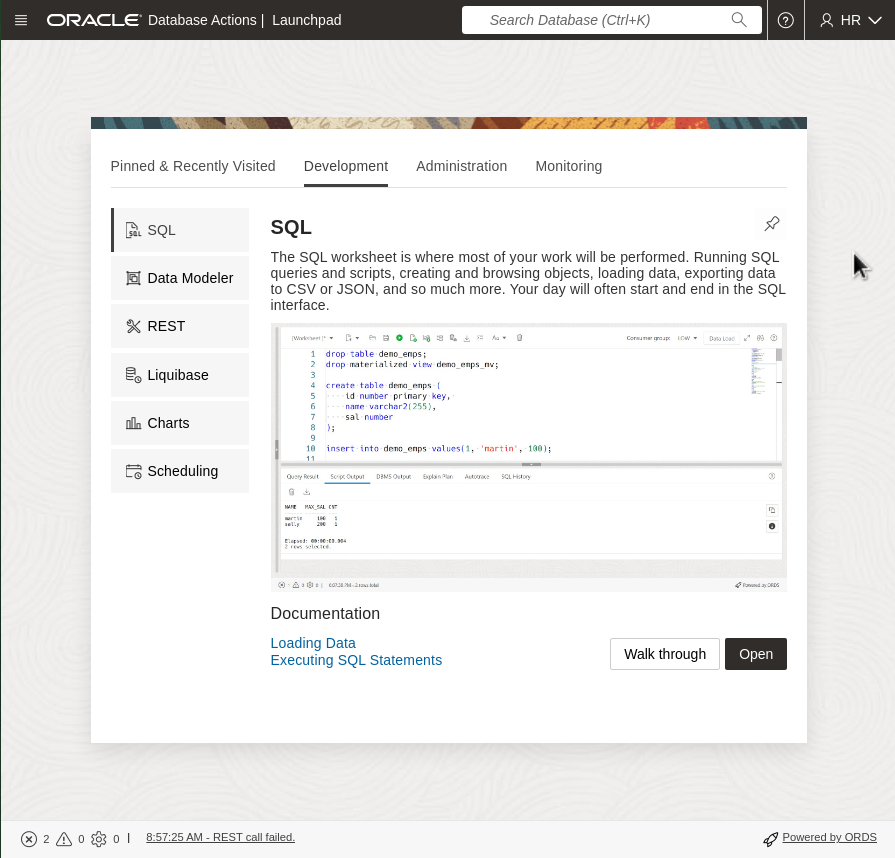 ORACLE Database Actions | Launchpad
Search Database (Ctrl+K)
HR
Pinned & Recently Visited
Development
Administration
Monitoring
SQL
Data Modeler
REST
Liquibase
Charts
Scheduling
SQL
The SQL worksheet is where most of your work will be performed. Running SQL
queries and scripts, creating and browsing objects, loading data, exporting data
to CSV or JSON, and so much more. Your day will often start and end in the SQL
interface.
[Worksheet]*
Aa
Consumer group: LOW
Data Load
1 drop table demo_emps;
2 drop materialized view demo_emps_mv;
3
4 create table demo_emps (
5 id number primary key,
6 name varchar2(255),
7 sal number
8 );
9
10 insert into demo_emps values(1, 'martin', 100);
11
Query Result Script Output DBMS Output Explain Plan Autotrace SQL History
NAME MAX_SAL CNT
martin 100 1
sally 200 1
Elapsed: 00:00:00.004
2 rows selected.
Powered by ORDS
Documentation
Loading Data
Executing SQL Statements
Walk through
Open
2 0 0 | 8:57:25 AM - REST call failed.
Powered by ORDS